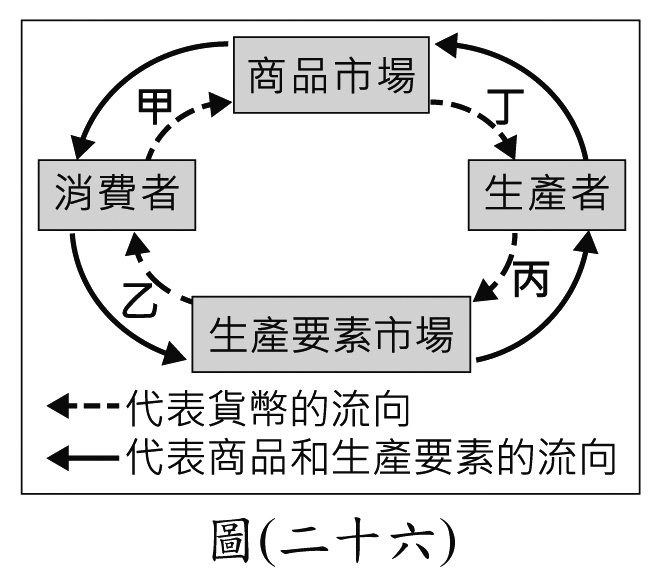 商品市場
甲
丁
消費者
生產者
乙
丙
生產要素市場
代表貨幣的流向
代表商品和生產要素的流向
圖(二十六)